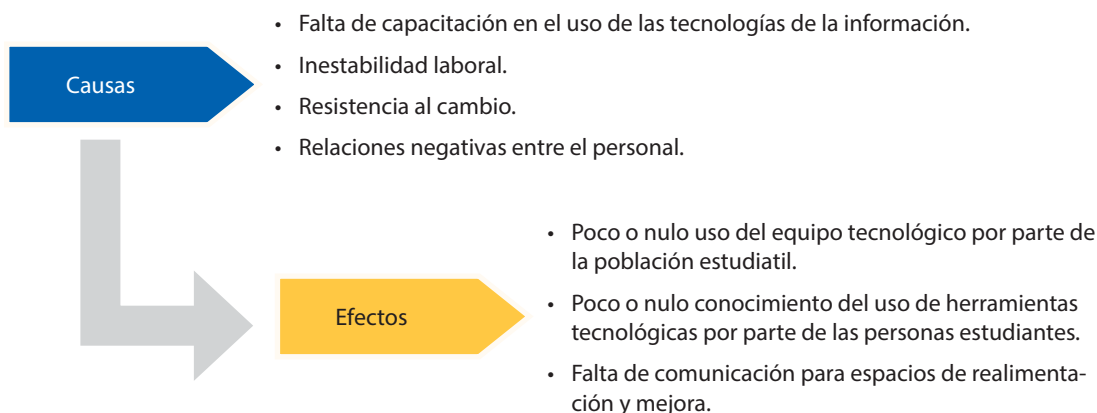 Causas
• Falta de capacitación en el uso de las tecnologías de la información.
• Inestabilidad laboral.
• Resistencia al cambio.
• Relaciones negativas entre el personal.
Efectos
• Poco o nulo uso del equipo tecnológico por parte de
la población estudiatil.
• Poco o nulo conocimiento del uso de herramientas
tecnológicas por parte de las personas estudiantes.
• Falta de comunicación para espacios de realimenta-
ción y mejora.